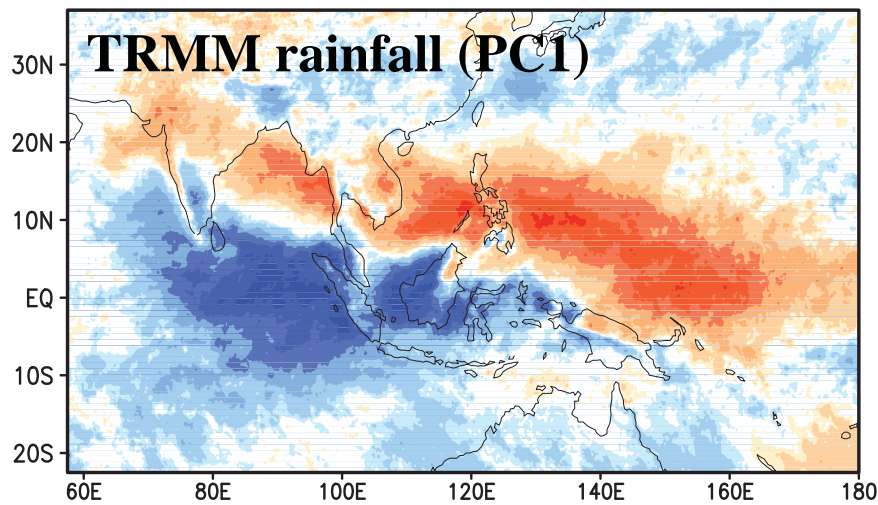 TRMM rainfall (PC1)
30N
20N
10N
EQ
10S
20S
60E 80E 100E 120E 140E 160E 180